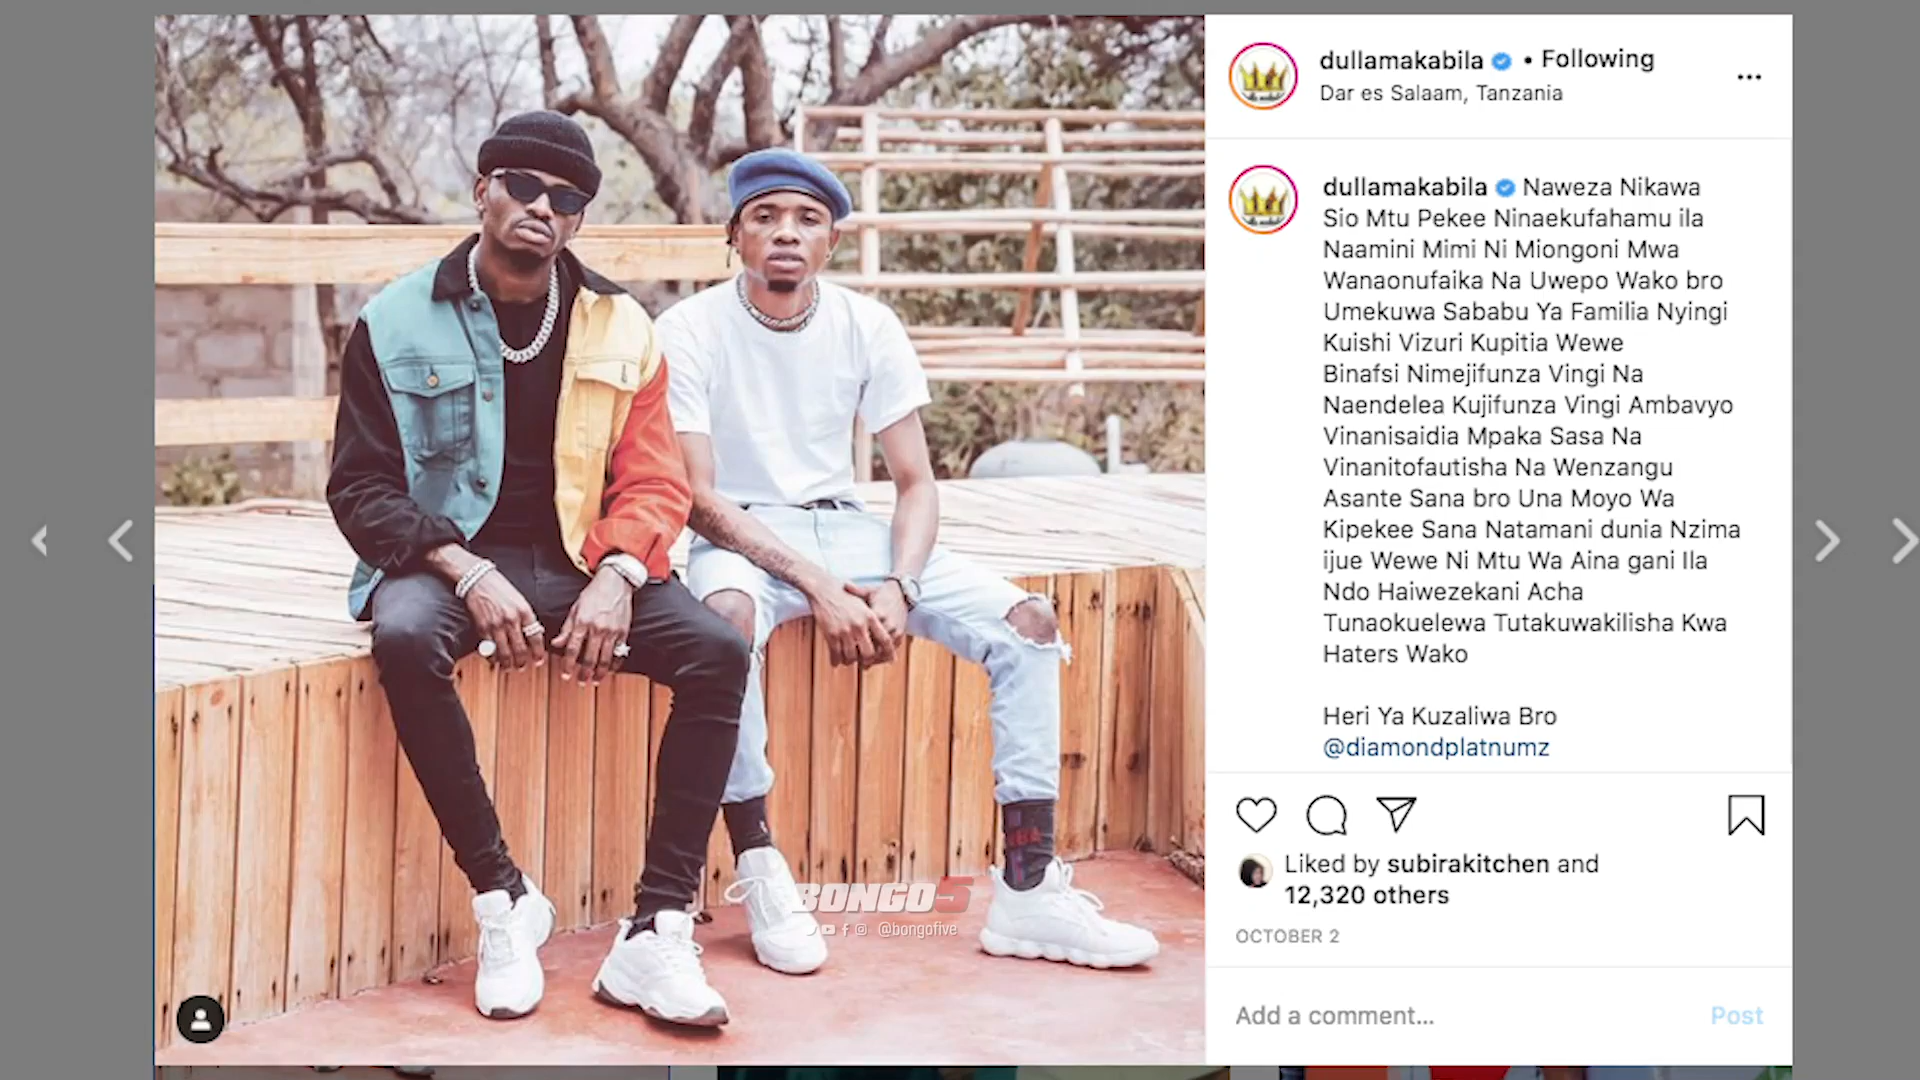 dullamakabila • Following
Dar es Salaam, Tanzania
dullamakabila Naweza Nikawa
Sio Mtu Pekee Ninaekufahamu ila
Naamini Mimi Ni Miongoni Mwa
Wanaonufaika Na Uwepo Wako bro
Umekuwa Sababu Ya Familia Nyingi
Kuishi Vizuri Kupitia Wewe
Binafsi Nimejifunza Vingi Na
Naendelea Kujifunza Vingi Ambavyo
Vinanisaidia Mpaka Sasa Na
Vinanitofautisha Na Wenzangu
Asante Sana bro Una Moyo Wa
Kipekee Sana Natamani dunia Nzima
ijue Wewe Ni Mtu Wa Aina gani Ila
Ndo Haiwezekani Acha
Tunaokuelewa Tutakuwakilisha Kwa
Haters Wako
Heri Ya Kuzaliwa Bro
@diamondplatnumz
Liked by subirakitchen and
12,320 others
OCTOBER 2
Add a comment... Post
BONGO5
@bongofive